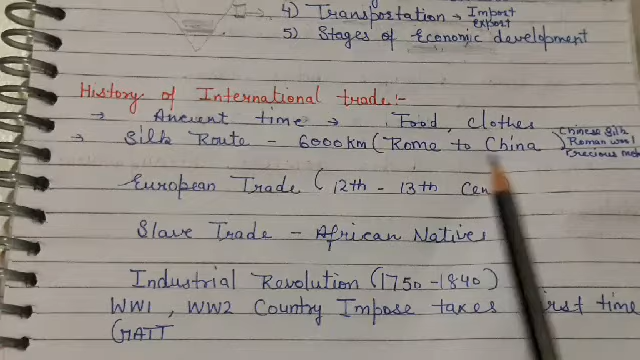 4) Transportation → Import
export
5) Stages of Economic development
History of International trade:-
→ Ancient time → Food, clothes
→ Silk Route - 6000km (Rome to China) Chinese Silk
Roman wool
Precious
European Trade (12th - 13th Cen
Slave Trade - African Natives
Industrial Revolution (1750-1840)
WW1, WW2 Country Impose taxes first time
GATT